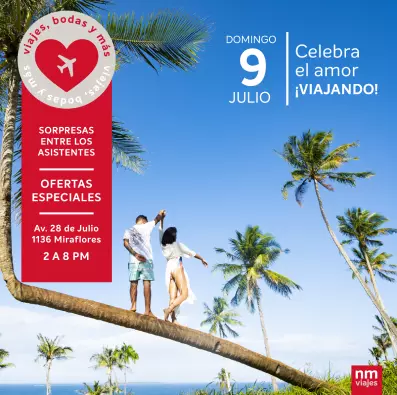 viajes, bodas y más
viajes, bodas y más
SORPRESAS
ENTRE LOS
ASISTENTES
OFERTAS
ESPECIALES
Av. 28 de Julio
1136 Miraflores
2 A 8 PM
DOMINGO
9
JULIO
Celebra
el amor
¡VIAJANDO!
nm
viajes